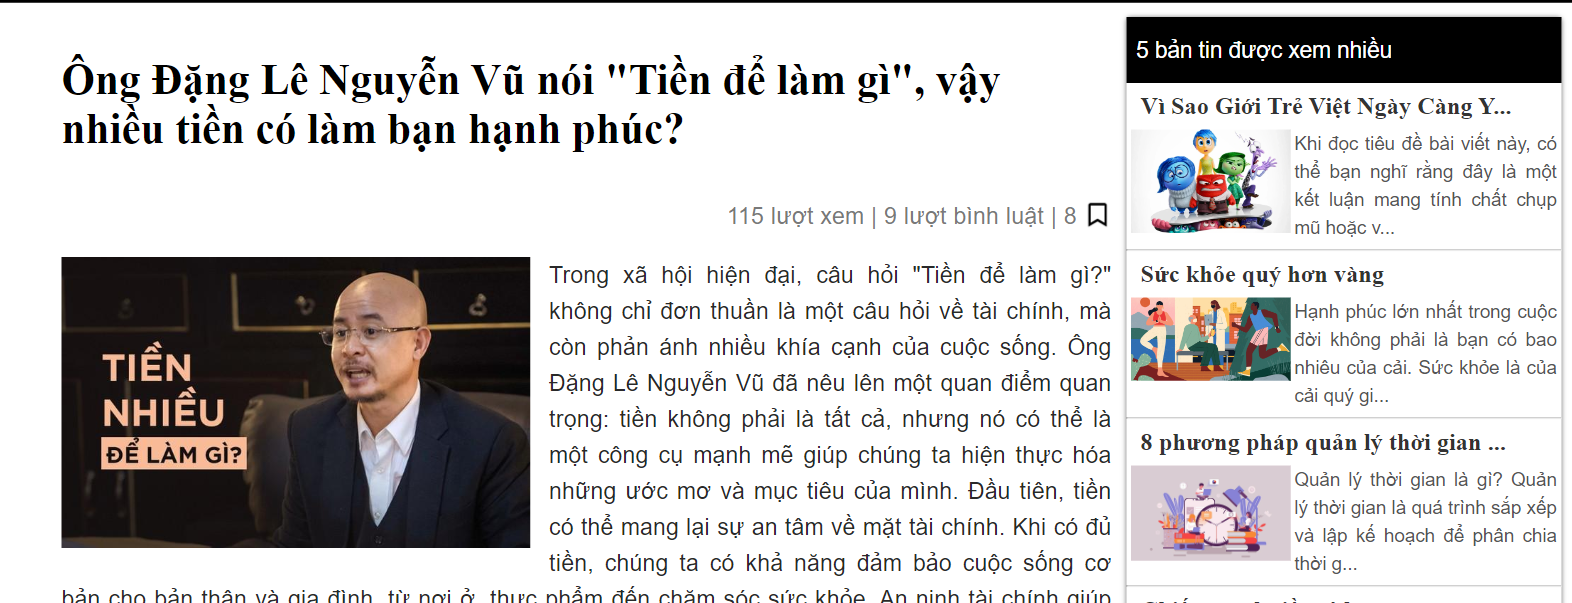 Ông Đặng Lê Nguyễn Vũ nói "Tiền để làm gì", vậy
nhiều tiền có làm bạn hạnh phúc?
115 lượt xem | 9 lượt bình luật | 8
TIỀN
NHIỀU
ĐỂ LÀM GÌ?
Trong xã hội hiện đại, câu hỏi "Tiền để làm gì?"
không chỉ đơn thuần là một câu hỏi về tài chính, mà
còn phản ánh nhiều khía cạnh của cuộc sống. Ông
Đặng Lê Nguyễn Vũ đã nêu lên một quan điểm quan
trọng: tiền không phải là tất cả, nhưng nó có thể là
một công cụ mạnh mẽ giúp chúng ta hiện thực hóa
những ước mơ và mục tiêu của mình. Đầu tiên, tiền
có thể mang lại sự an tâm về mặt tài chính. Khi có đủ
tiền, chúng ta có khả năng đảm bảo cuộc sống cơ
bản cho bản thân và gia đình, từ nơi ở, thực phẩm đến chăm sóc sức khỏe. An ninh tài chính giúp
5 bản tin được xem nhiều
Vì Sao Giới Trẻ Việt Ngày Càng Y...
Khi đọc tiêu đề bài viết này, có
thể bạn nghĩ rằng đây là một
kết luận mang tính chất chụp
mũ hoặc v...
Sức khỏe quý hơn vàng
Hạnh phúc lớn nhất trong cuộc
đời không phải là bạn có bao
nhiêu của cải. Sức khỏe là của
cải quý gi...
8 phương pháp quản lý thời gian ...
Quản lý thời gian là gì? Quản
lý thời gian là quá trình sắp xếp
và lập kế hoạch để phân chia
thời g...